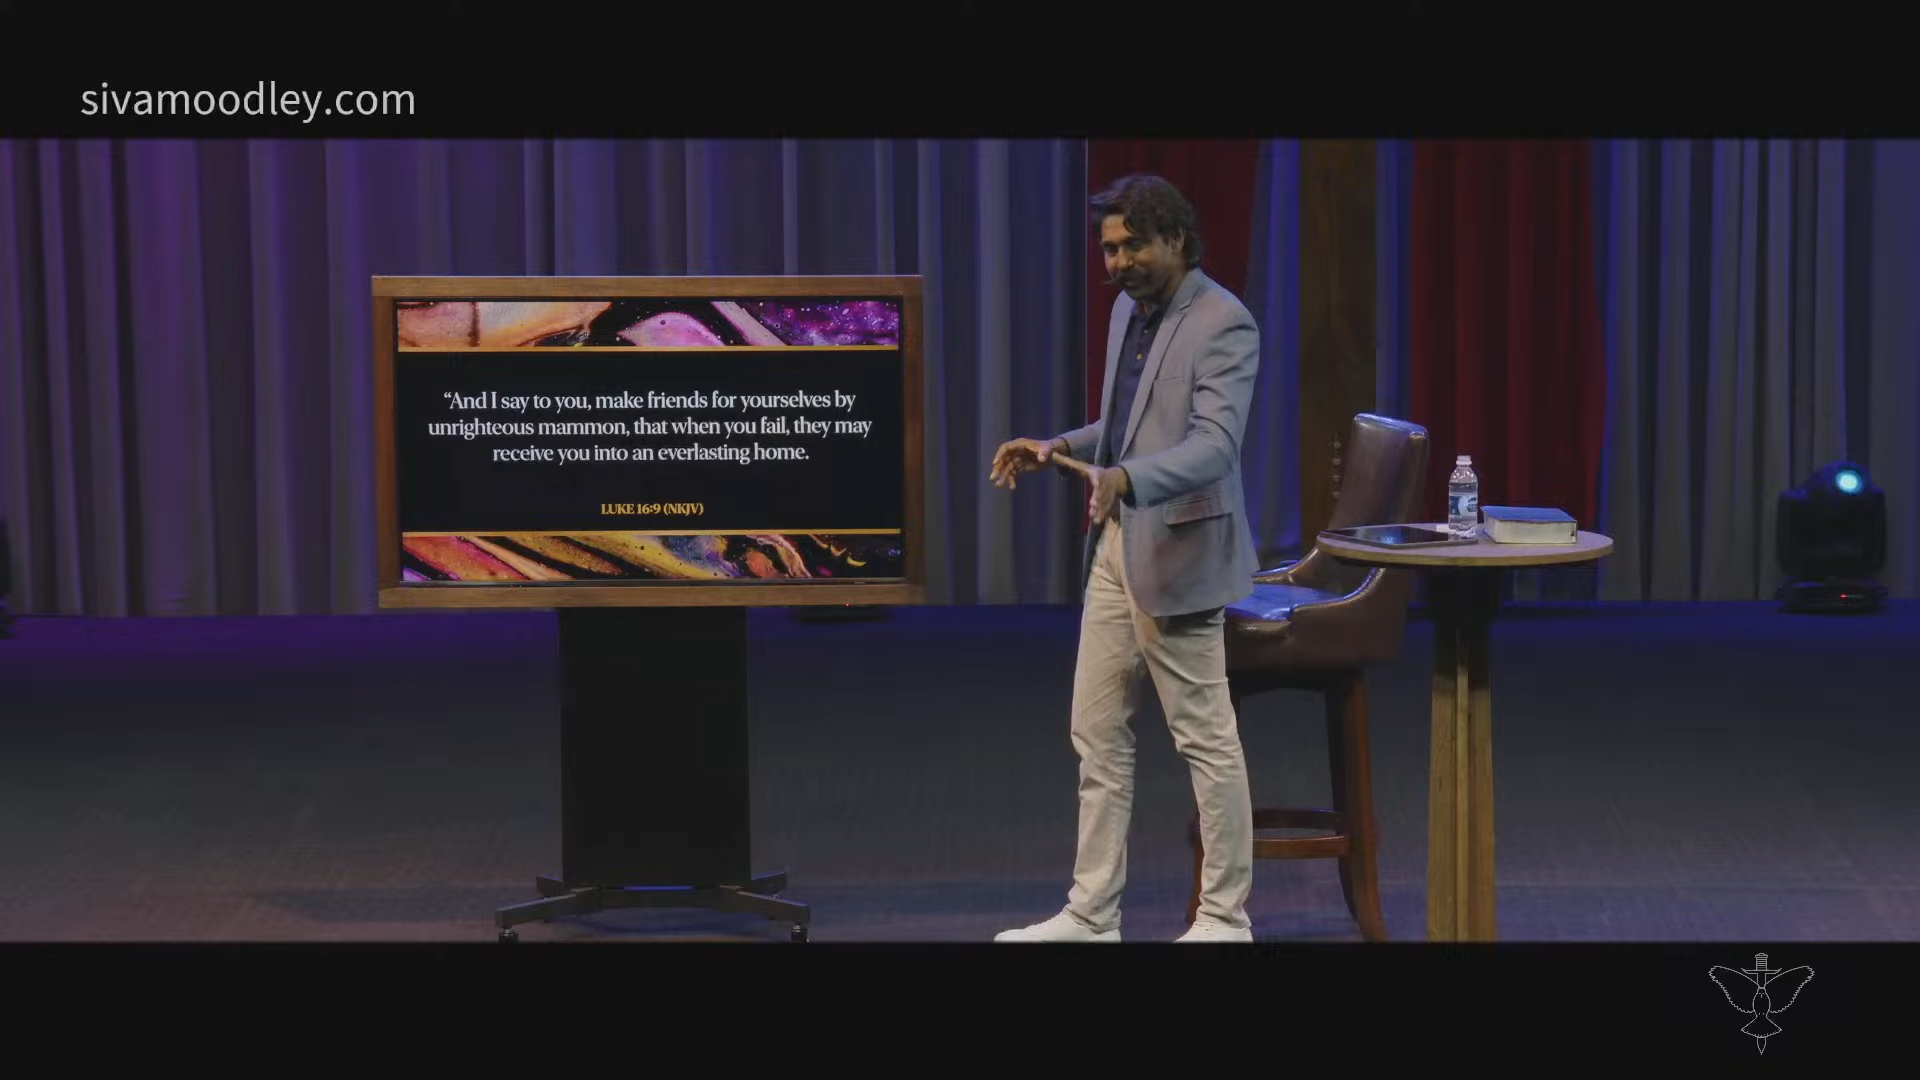 sivamoodley.com
“And I say to you, make friends for yourselves by
unrighteous mammon, that when you fail, they may
receive you into an everlasting home.
LUKE 16:9 (NKJV)